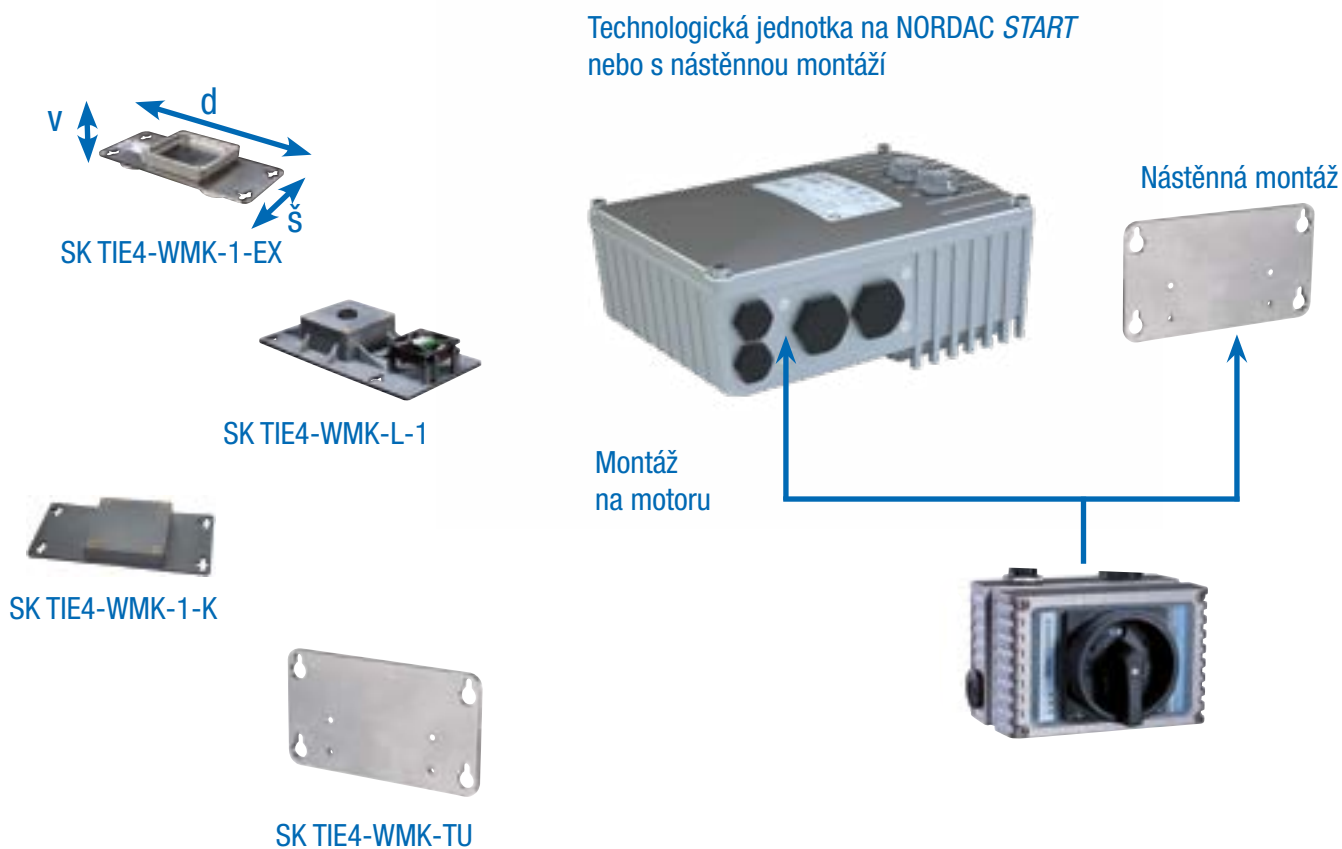 Technologická jednotka na NORDAC START
nebo s nástěnnou montáží
v
d
š
SK TIE4-WMK-1-EX
Nástěnná montáž
SK TIE4-WMK-L-1
Montáž
na motoru
SK TIE4-WMK-1-K
SK TIE4-WMK-TU